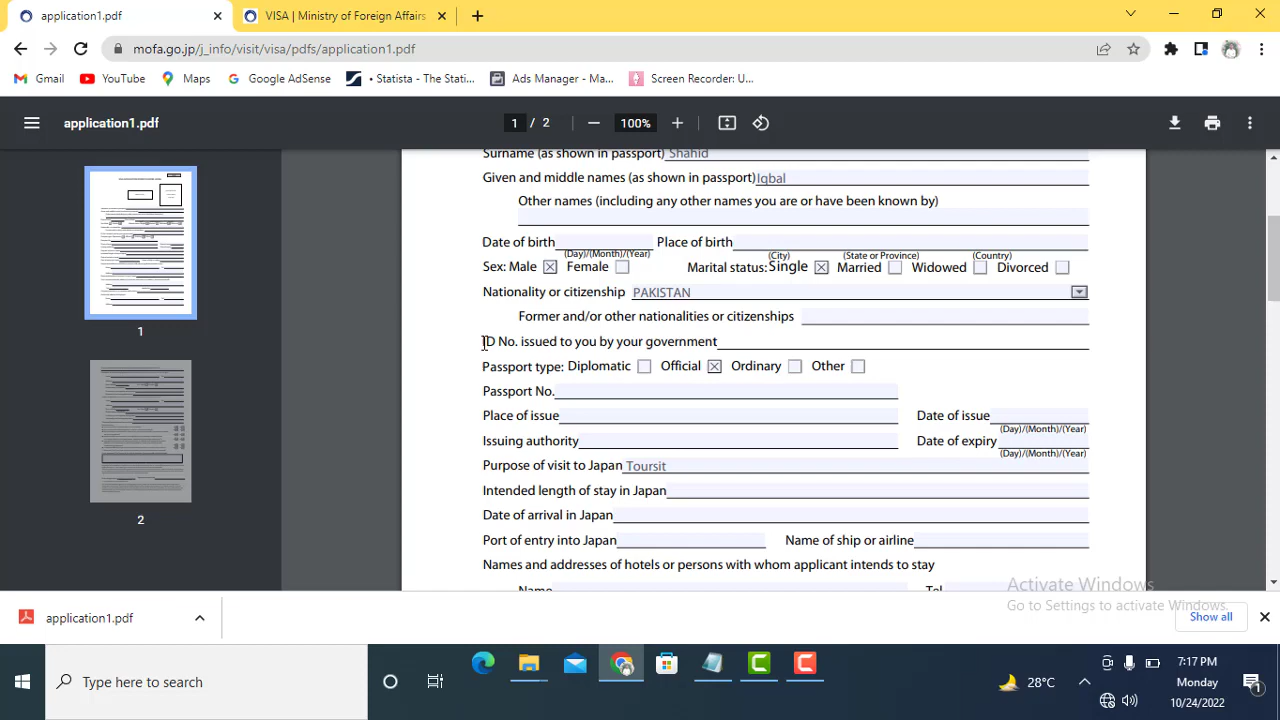 application1.pdf
VISA | Ministry of Foreign Affairs
mofa.go.jp/j_info/visit/visa/pdfs/application1.pdf
Gmail YouTube Maps Google AdSense • Statista - The Stati... Ads Manager - Ma... Screen Recorder: U...
application1.pdf 1 / 2 100%
Surname (as shown in passport) Shahid
Given and middle names (as shown in passport) Iqbal
Other names (including any other names you are or have been known by)
Date of birth Place of birth
(Day)/(Month)/(Year) (City) (State or Province) (Country)
Sex: Male Female Marital status: Single Married Widowed Divorced
Nationality or citizenship PAKISTAN
Former and/or other nationalities or citizenships
ID No. issued to you by your government
Passport type: Diplomatic Official Ordinary Other
Passport No.
Place of issue Date of issue
(Day)/(Month)/(Year)
Issuing authority Date of expiry
(Day)/(Month)/(Year)
Purpose of visit to Japan Toursit
Intended length of stay in Japan
Date of arrival in Japan
Port of entry into Japan Name of ship or airline
Names and addresses of hotels or persons with whom applicant intends to stay
Name Tel
1
2
Activate Windows
Go to Settings to activate Windows.
application1.pdf Show all
Type here to search
28°C
7:17 PM
Monday
10/24/2022
1